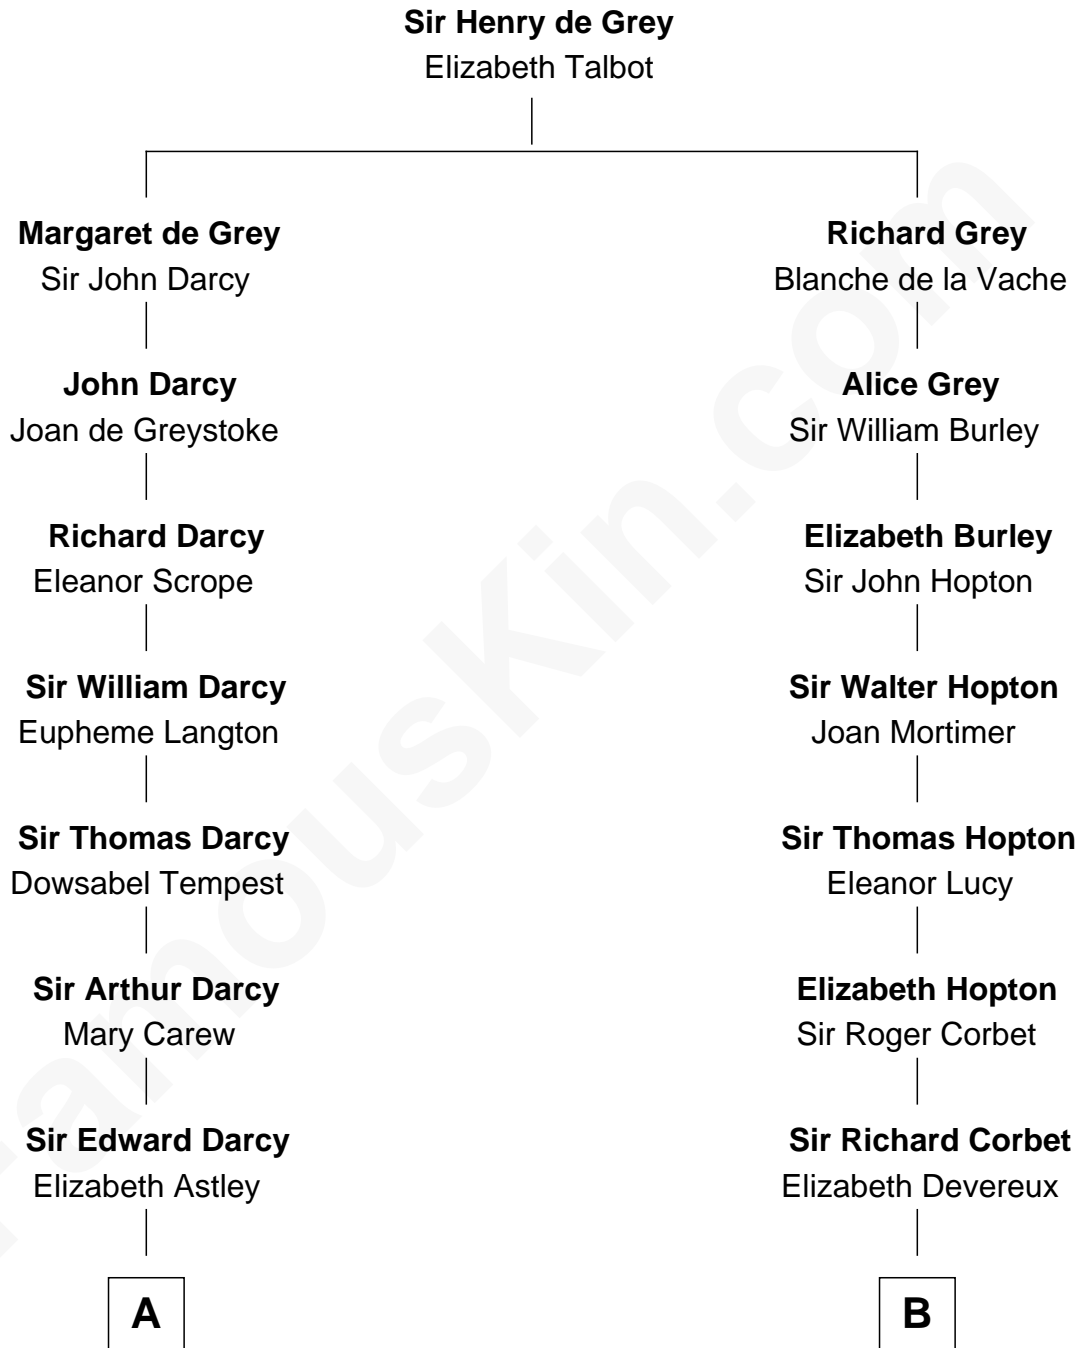 Sir Henry de Grey
Elizabeth Talbot
Margaret de Grey
Sir John Darcy
Richard Grey
Blanche de la Vache
John Darcy
Joan de Greystoke
Alice Grey
Sir William Burley
Richard Darcy
Eleanor Scrope
Elizabeth Burley
Sir John Hopton
Sir William Darcy
Eupheme Langton
Sir Walter Hopton
Joan Mortimer
Sir Thomas Darcy
Dowsabel Tempest
Sir Thomas Hopton
Eleanor Lucy
Sir Arthur Darcy
Mary Carew
Elizabeth Hopton
Sir Roger Corbet
Sir Edward Darcy
Elizabeth Astley
Sir Richard Corbet
Elizabeth Devereux
A
B
FamousKin.com